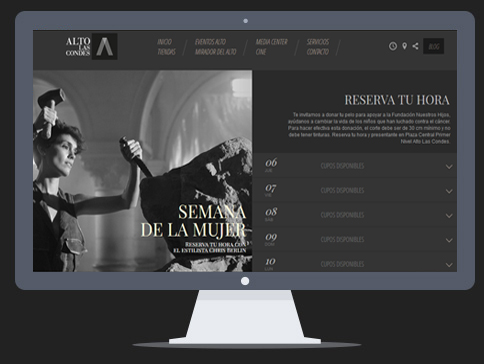 ALTO
LAS
CONDES
INICIO
TIENDAS
EVENTOS ALTO
MIRADOR DEL ALTO
MEDIA CENTER
CINE
SERVICIOS
CONTACTO
BLOG
SEMANA
DE LA MUJER
RESERVA TU HORA CON
EL ESTILISTA CHRIS BERLIN
RESERVA TU HORA
Te invitamos a donar tu pelo para apoyar a la Fundación Nuestros Hijos,
ayúdanos a cambiar la vida de los niños que han luchado contra el cáncer.
Para hacer efectiva esta donación, el corte debe ser de 30 cm mínimo y no
debe tener tinturas. Reserva tu hora y presentante en Plaza Central Primer
Nivel Alto Las Condes.
06 CUPOS DISPONIBLES
07 CUPOS DISPONIBLES
08 CUPOS DISPONIBLES
09 CUPOS DISPONIBLES
10 CUPOS DISPONIBLES